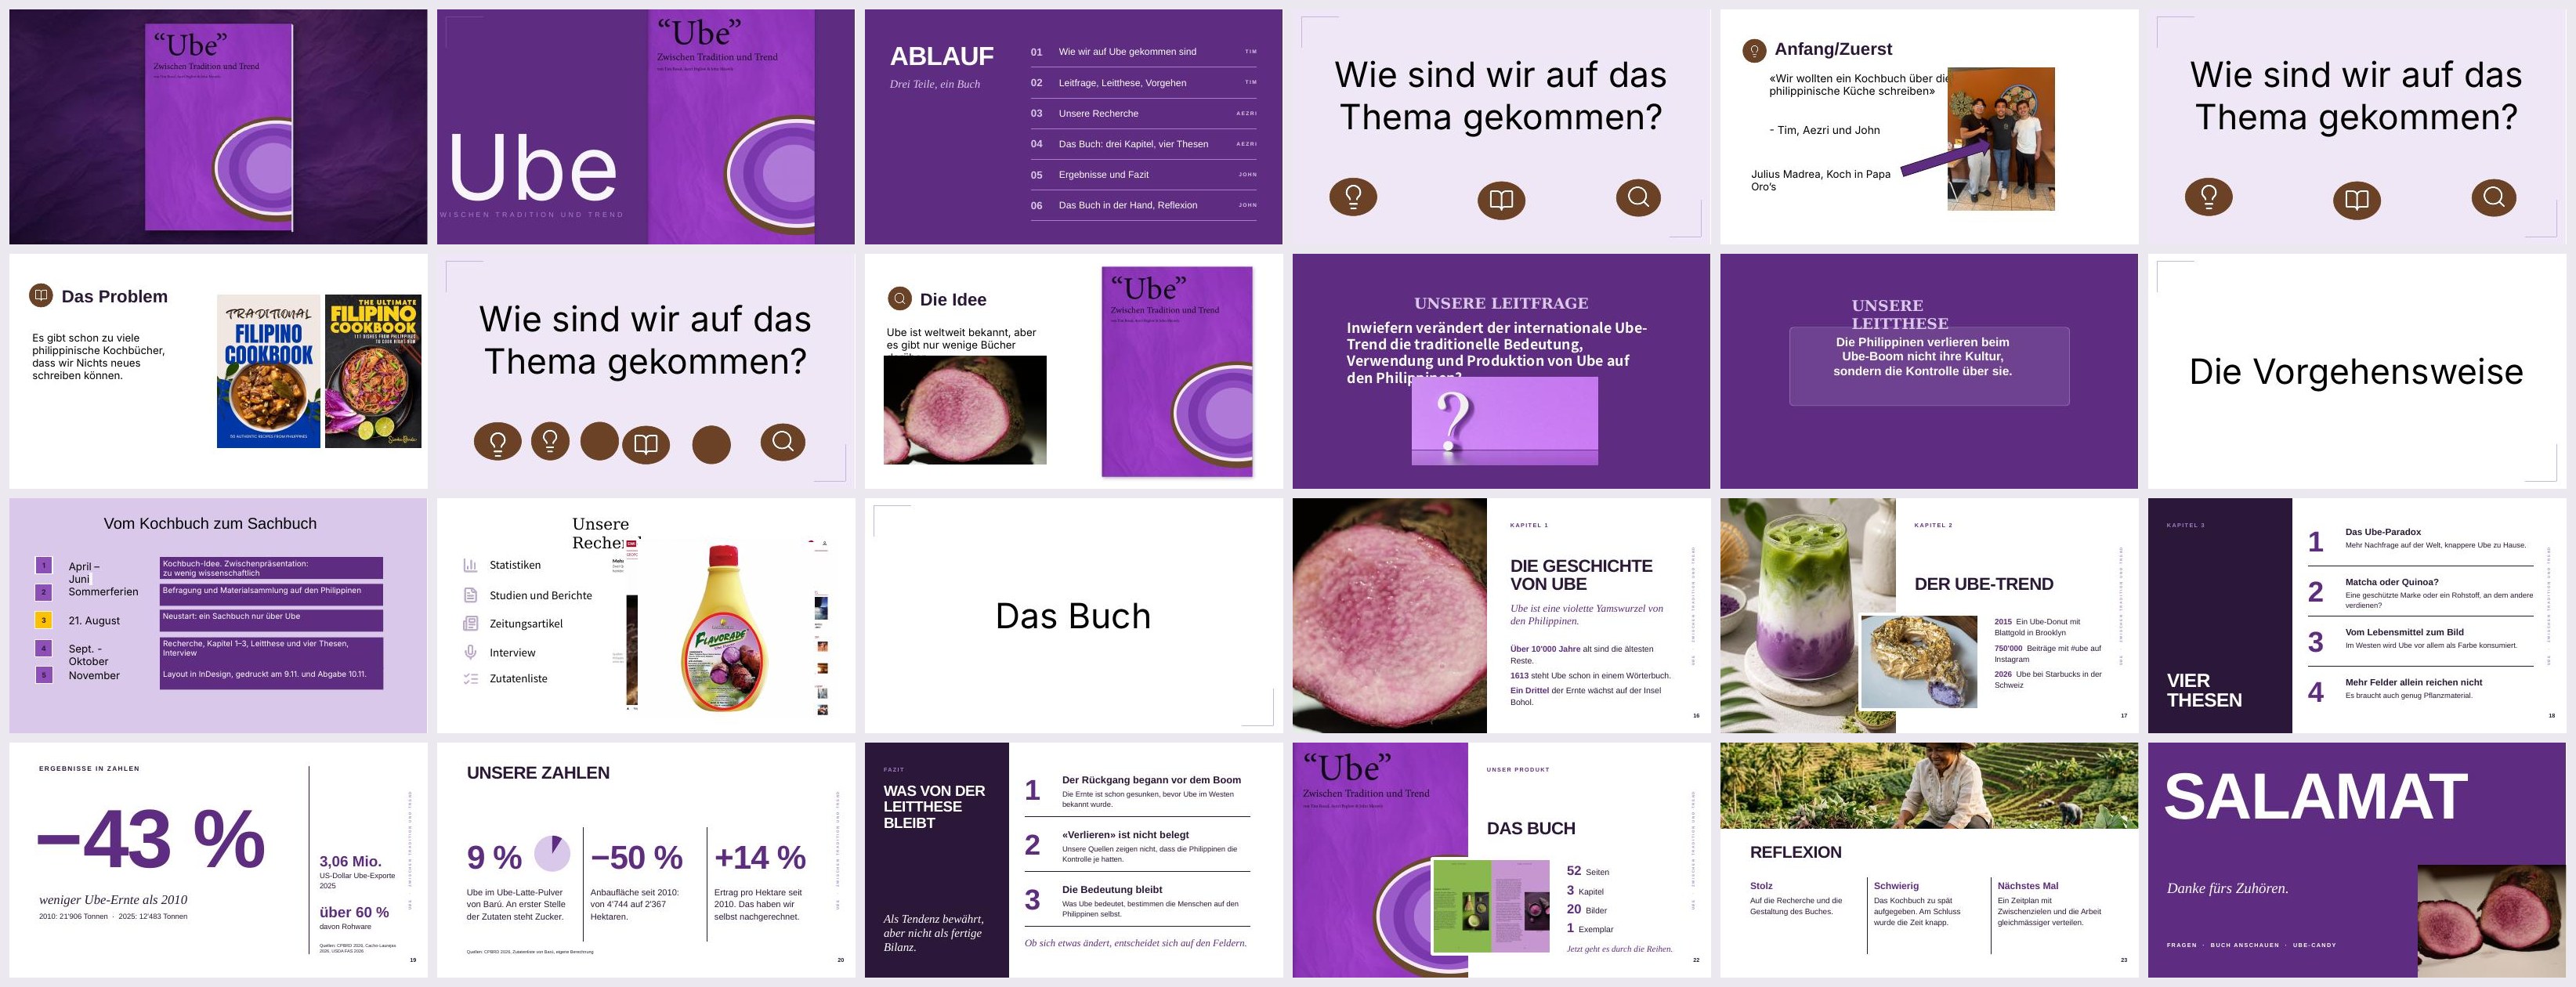 “Ube”
Zwischen Tradition und Trend
“Ube”
Zwischen Tradition und Trend
Ube
WISCHEN TRADITION UND TREND
ABLAUF
Drei Teile, ein Buch
01 Wie wir auf Ube gekommen sind TIM
02 Leitfrage, Leitthese, Vorgehen TIM
03 Unsere Recherche AEZRI
04 Das Buch: drei Kapitel, vier Thesen AEZRI
05 Ergebnisse und Fazit JOHN
06 Das Buch in der Hand, Reflexion JOHN
Wie sind wir auf das
Thema gekommen?
Anfang/Zuerst
«Wir wollten ein Kochbuch über die
philippinische Küche schreiben»
- Tim, Aezri und John
Julius Madrea, Koch in Papa
Oro's
Wie sind wir auf das
Thema gekommen?
Das Problem
Es gibt schon zu viele
philippinische Kochbücher,
dass wir Nichts neues
schreiben können.
TRADITIONAL
FILIPINO
COOKBOOK
THE ULTIMATE
FILIPINO
COOKBOOK
Wie sind wir auf das
Thema gekommen?
Die Idee
Ube ist weltweit bekannt, aber
es gibt nur wenige Bücher
“Ube”
Zwischen Tradition und Trend
UNSERE LEITFRAGE
Inwiefern verändert der internationale Ube-
Trend die traditionelle Bedeutung,
Verwendung und Produktion von Ube auf
den Philippinen?
?
UNSERE
LEITTHESE
Die Philippinen verlieren beim
Ube-Boom nicht ihre Kultur,
sondern die Kontrolle über sie.
Die Vorgehensweise
Vom Kochbuch zum Sachbuch
1 April –
Juni
Kochbuch-Idee. Zwischenpräsentation:
zu wenig wissenschaftlich
2 Sommerferien
Befragung und Materialsammlung auf den Philippinen
3 21. August
Neustart: ein Sachbuch nur über Ube
4 Sept. -
Oktober
Recherche, Kapitel 1–3, Leitthese und vier Thesen,
Interview
5 November
Layout in InDesign, gedruckt am 9.11. und Abgabe 10.11.
Unsere
Statistiken
Studien und Berichte
Zeitungsartikel
Interview
Zutatenliste
FLAVORADE
Das Buch
KAPITEL 1
DIE GESCHICHTE
VON UBE
Ube ist eine violette Yamswurzel von
den Philippinen.
Über 10'000 Jahre alt sind die ältesten
Reste.
1613 steht Ube schon in einem Wörterbuch.
Ein Drittel der Ernte wächst auf der Insel
Bohol.
16
KAPITEL 2
DER UBE-TREND
2015 Ein Ube-Donut mit
Blattgold in Brooklyn
750'000 Beiträge mit #ube auf
Instagram
2026 Ube bei Starbucks in der
Schweiz
17
KAPITEL 3
VIER
THESEN
1 Das Ube-Paradox
Mehr Nachfrage auf der Welt, knappere Ube zu Hause.
2 Matcha oder Quinoa?
Eine geschützte Marke oder ein Rohstoff, an dem andere
verdienen?
3 Vom Lebensmittel zum Bild
Im Westen wird Ube vor allem als Farbe konsumiert.
4 Mehr Felder allein reichen nicht
Es braucht auch genug Pflanzmaterial.
18
ERGEBNISSE IN ZAHLEN
−43 %
weniger Ube-Ernte als 2010
2010: 21'906 Tonnen · 2025: 12'483 Tonnen
3,06 Mio.
US-Dollar Ube-Exporte
2025
über 60 %
davon Rohware
19
UNSERE ZAHLEN
9 %
Ube im Ube-Latte-Pulver
von Barú. An erster Stelle
der Zutaten steht Zucker.
−50 %
Anbaufläche seit 2010:
von 4'744 auf 2'367
Hektaren.
+14 %
Ertrag pro Hektare seit
2010. Das haben wir
selbst nachgerechnet.
20
FAZIT
WAS VON DER
LEITTHESE
BLEIBT
Als Tendenz bewährt,
aber nicht als fertige
Bilanz.
1 Der Rückgang begann vor dem Boom
Die Ernte ist schon gesunken, bevor Ube im Westen
bekannt wurde.
2 «Verlieren» ist nicht belegt
Unsere Quellen zeigen nicht, dass die Philippinen die
Kontrolle je hatten.
3 Die Bedeutung bleibt
Was Ube bedeutet, bestimmen die Menschen auf den
Philippinen selbst.
Ob sich etwas ändert, entscheidet sich auf den Feldern.
“Ube”
Zwischen Tradition und Trend
UNSER PRODUKT
DAS BUCH
52 Seiten
3 Kapitel
20 Bilder
1 Exemplar
Jetzt geht es durch die Reihen.
22
REFLEXION
Stolz
Auf die Recherche und die
Gestaltung des Buches.
Schwierig
Das Kochbuch zu spät
aufgegeben. Am Schluss
wurde die Zeit knapp.
Nächstes Mal
Ein Zeitplan mit
Zwischenzielen und die Arbeit
gleichmässiger verteilen.
23
SALAMAT
Danke fürs Zuhören.
FRAGEN · BUCH ANSCHAUEN · UBE-CANDY